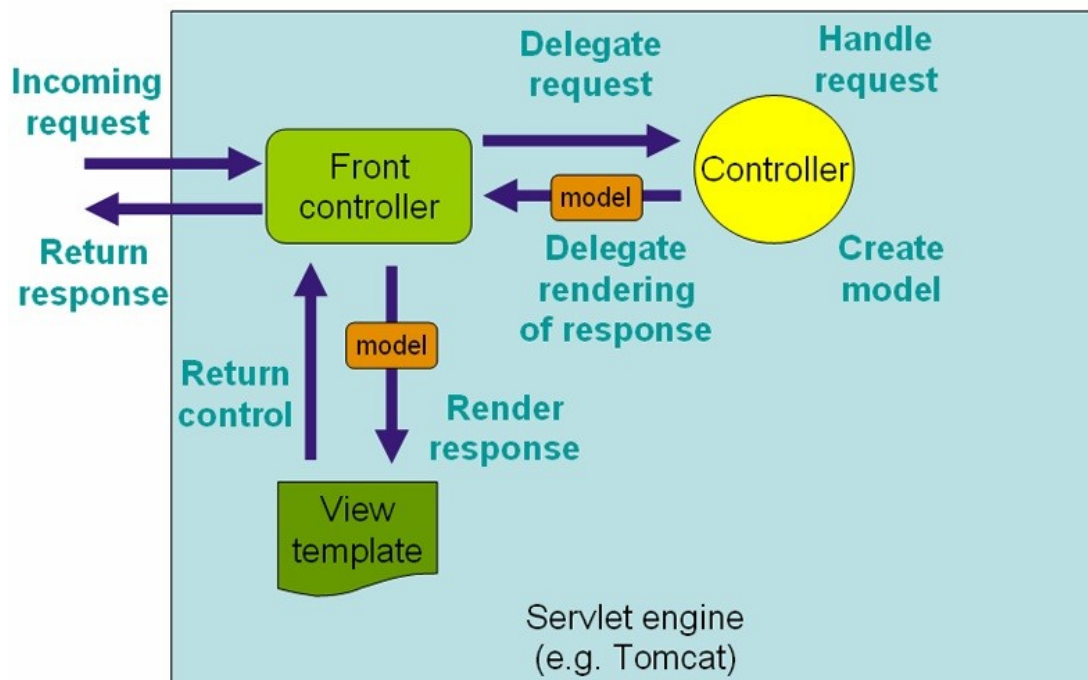 Incoming
request
Delegate
request
Handle
request
Front
controller
Controller
model
Return
response
Delegate
rendering
of response
Create
model
model
Return
control
Render
response
View
template
Servlet engine
(e.g. Tomcat)